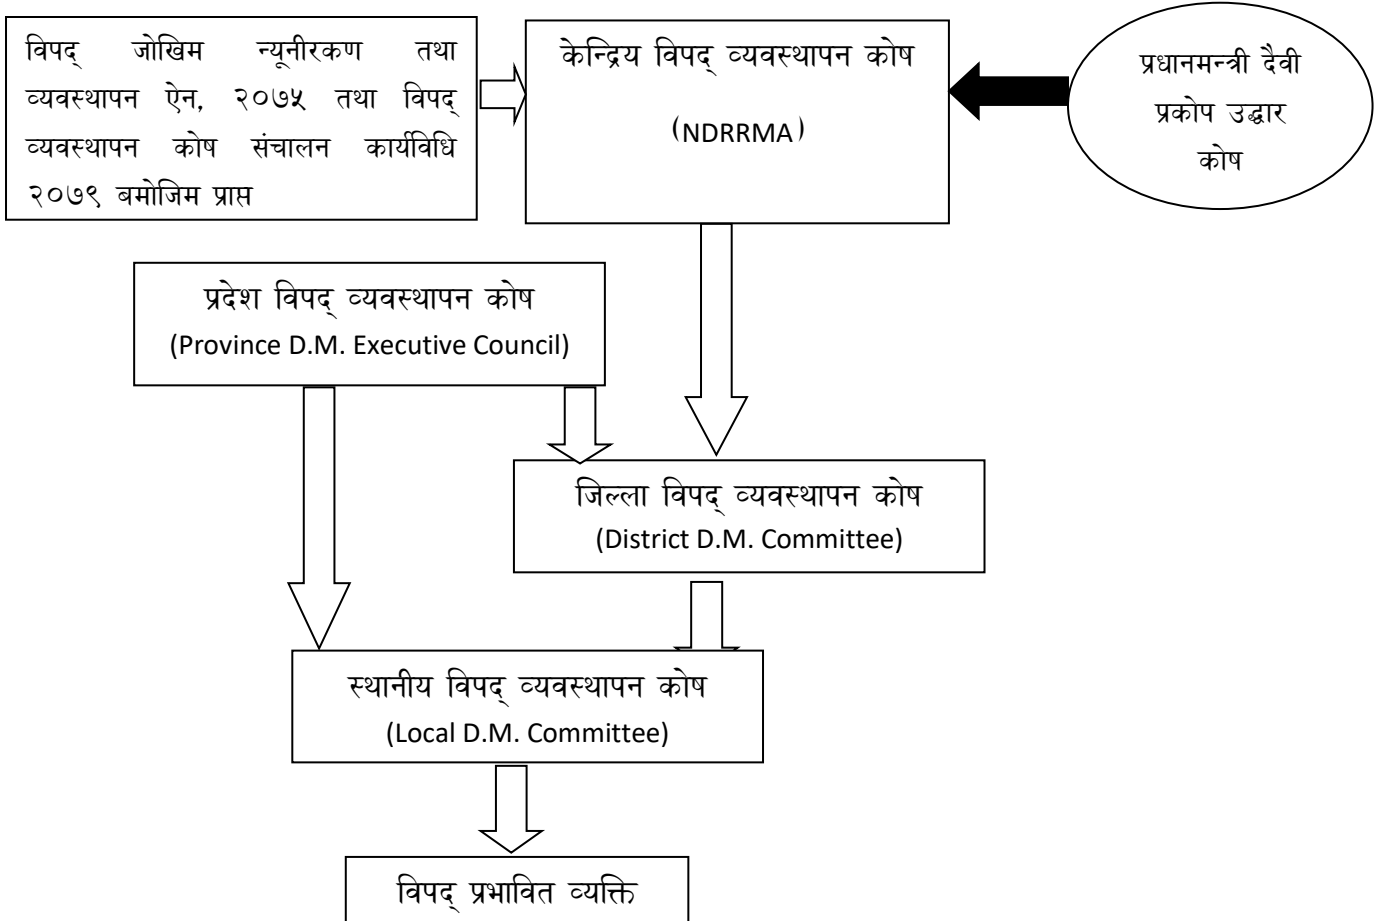 विपद् जोखिम न्यूनीरकण तथा
व्यवस्थापन ऐन, २०७५ तथा विपद्
व्यवस्थापन कोष संचालन कार्यविधि
२०७९ बमोजिम प्राप्त
केन्द्रिय विपद् व्यवस्थापन कोष
(NDRRMA)
प्रधानमन्त्री दैवी
प्रकोप उद्धार
कोष
प्रदेश विपद् व्यवस्थापन कोष
(Province D.M. Executive Council)
जिल्ला विपद् व्यवस्थापन कोष
(District D.M. Committee)
स्थानीय विपद् व्यवस्थापन कोष
(Local D.M. Committee)
विपद् प्रभावित व्यक्ति